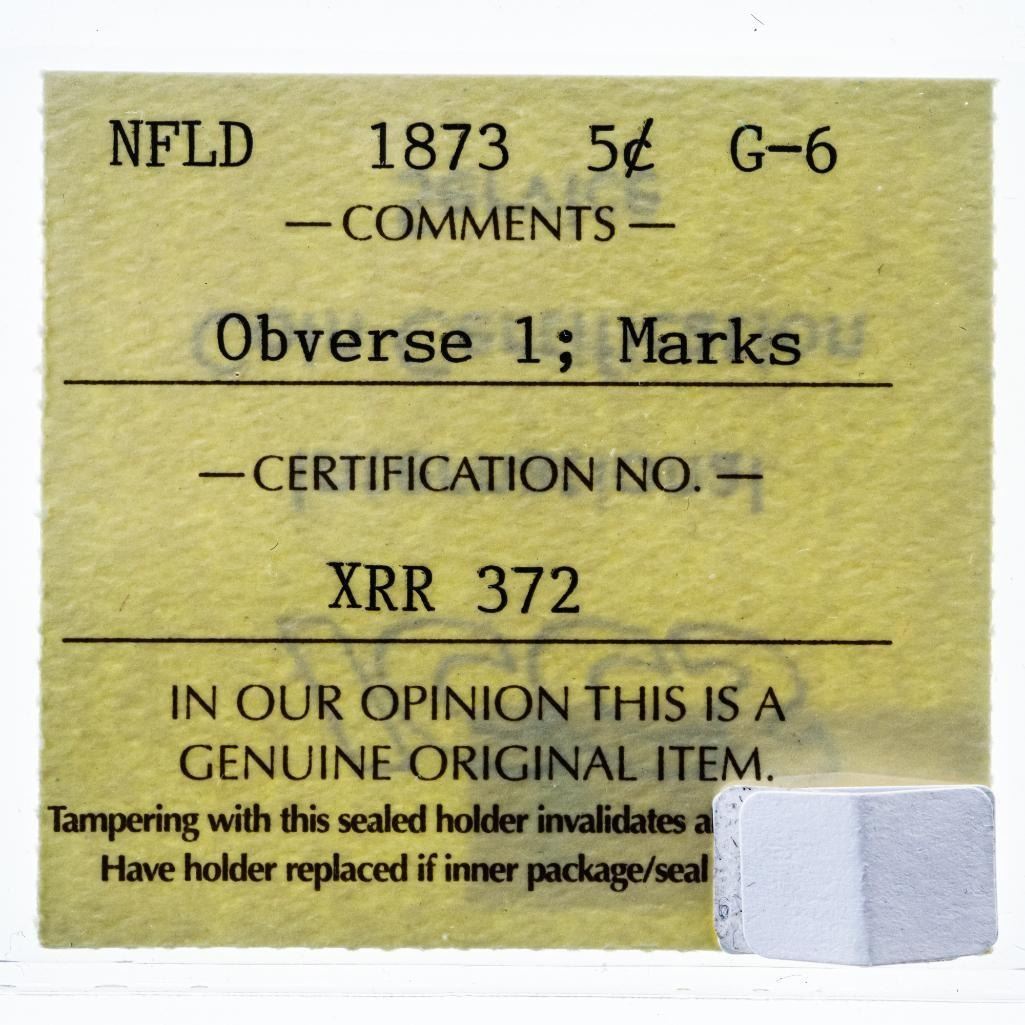 NFLD 1873 5¢ G-6
— COMMENTS —
Obverse 1; Marks
— CERTIFICATION NO. —
XRR 372
IN OUR OPINION THIS IS A
GENUINE ORIGINAL ITEM.
Tampering with this sealed holder invalidates
Have holder replaced if inner package/seal